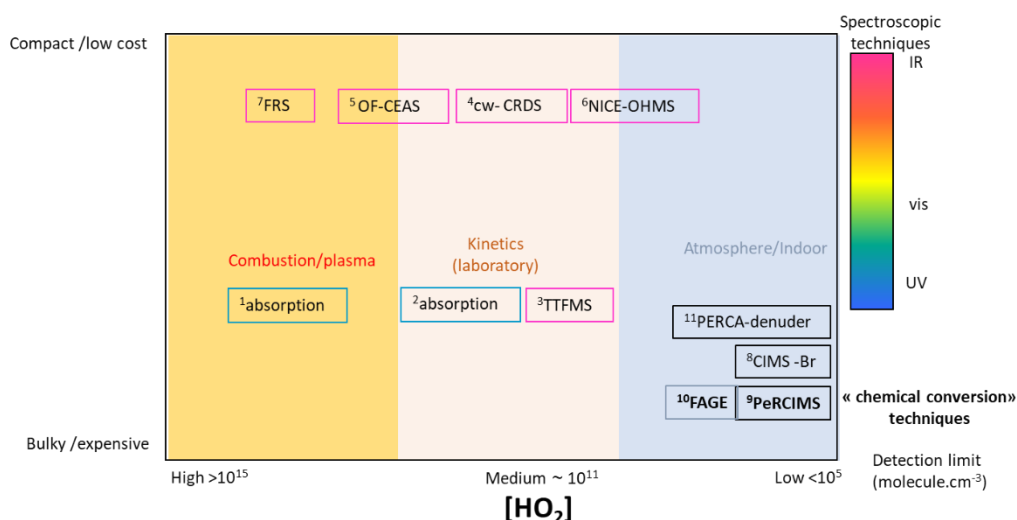 Compact /low cost
Spectroscopic
techniques
IR
⁷FRS
⁵OF-CEAS
⁴cw- CRDS
⁶NICE-OHMS
vis
Combustion/plasma
Kinetics
(laboratory)
Atmosphere/Indoor
UV
¹absorption
²absorption
³TTFMS
¹¹PERCA-denuder
⁸CIMS -Br
¹⁰FAGE
⁹PeRCIMS
« chemical conversion»
techniques
Bulky /expensive
High >10¹⁵
Medium ~ 10¹¹
Low <10⁵
Detection limit
(molecule.cm⁻³)
[HO₂]